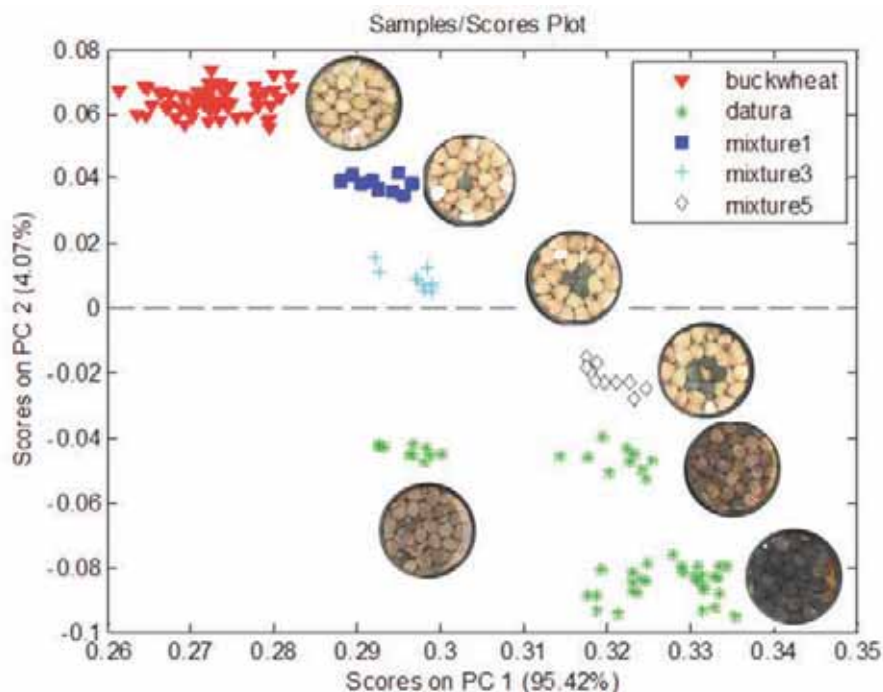 Samples/Scores Plot
0.08
0.06
0.04
0.02
0
-0.02
-0.04
-0.06
-0.08
-0.1
Scores on PC 2 (4.07%)
buckwheat
datura
mixture1
mixture3
mixture5
0.26 0.27 0.28 0.29 0.3 0.31 0.32 0.33 0.34 0.35
Scores on PC 1 (95.42%)